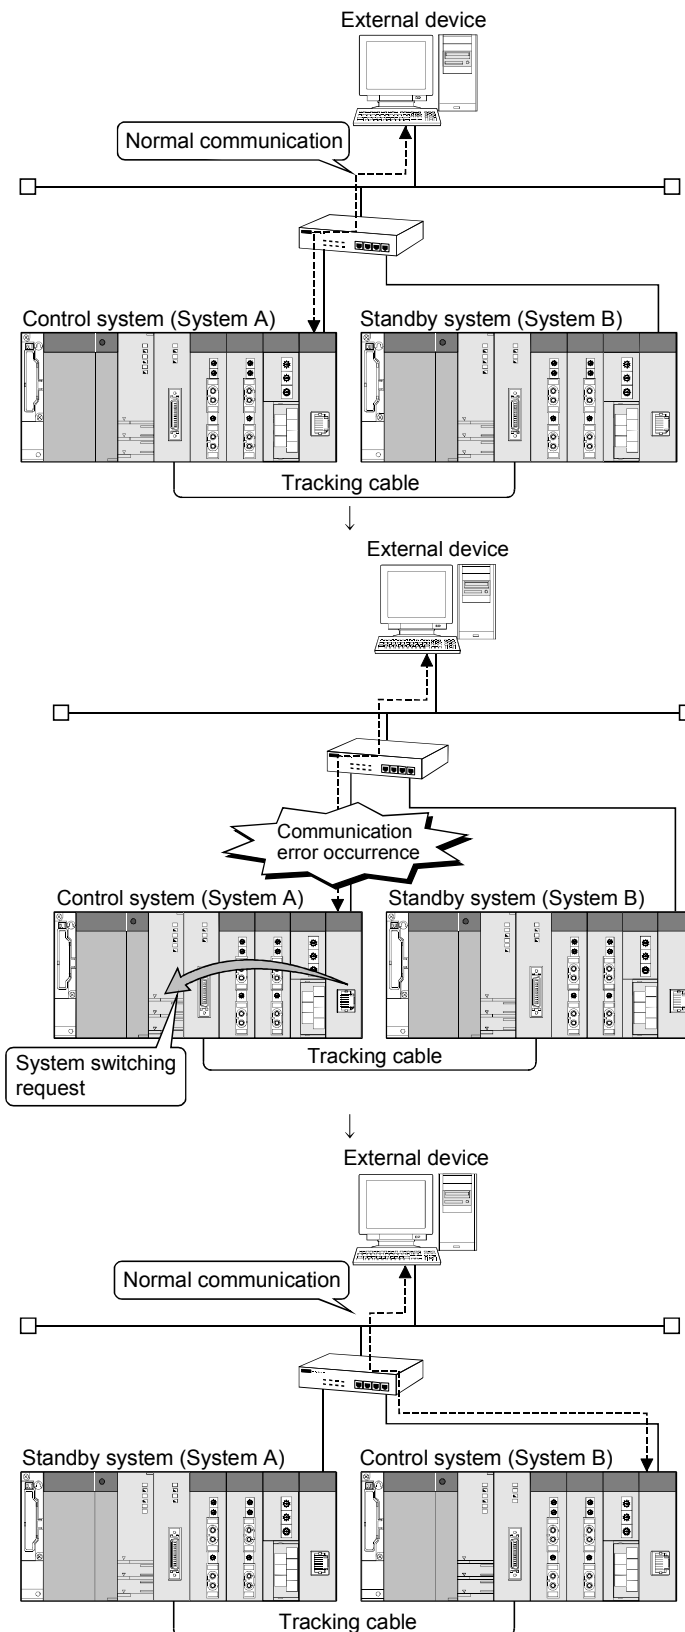 External device
Normal communication
Control system (System A)
Standby system (System B)
Tracking cable
↓
External device
Communication
error occurrence
Control system (System A)
Standby system (System B)
Tracking cable
System switching
request
↓
External device
Normal communication
Standby system (System A)
Control system (System B)
Tracking cable